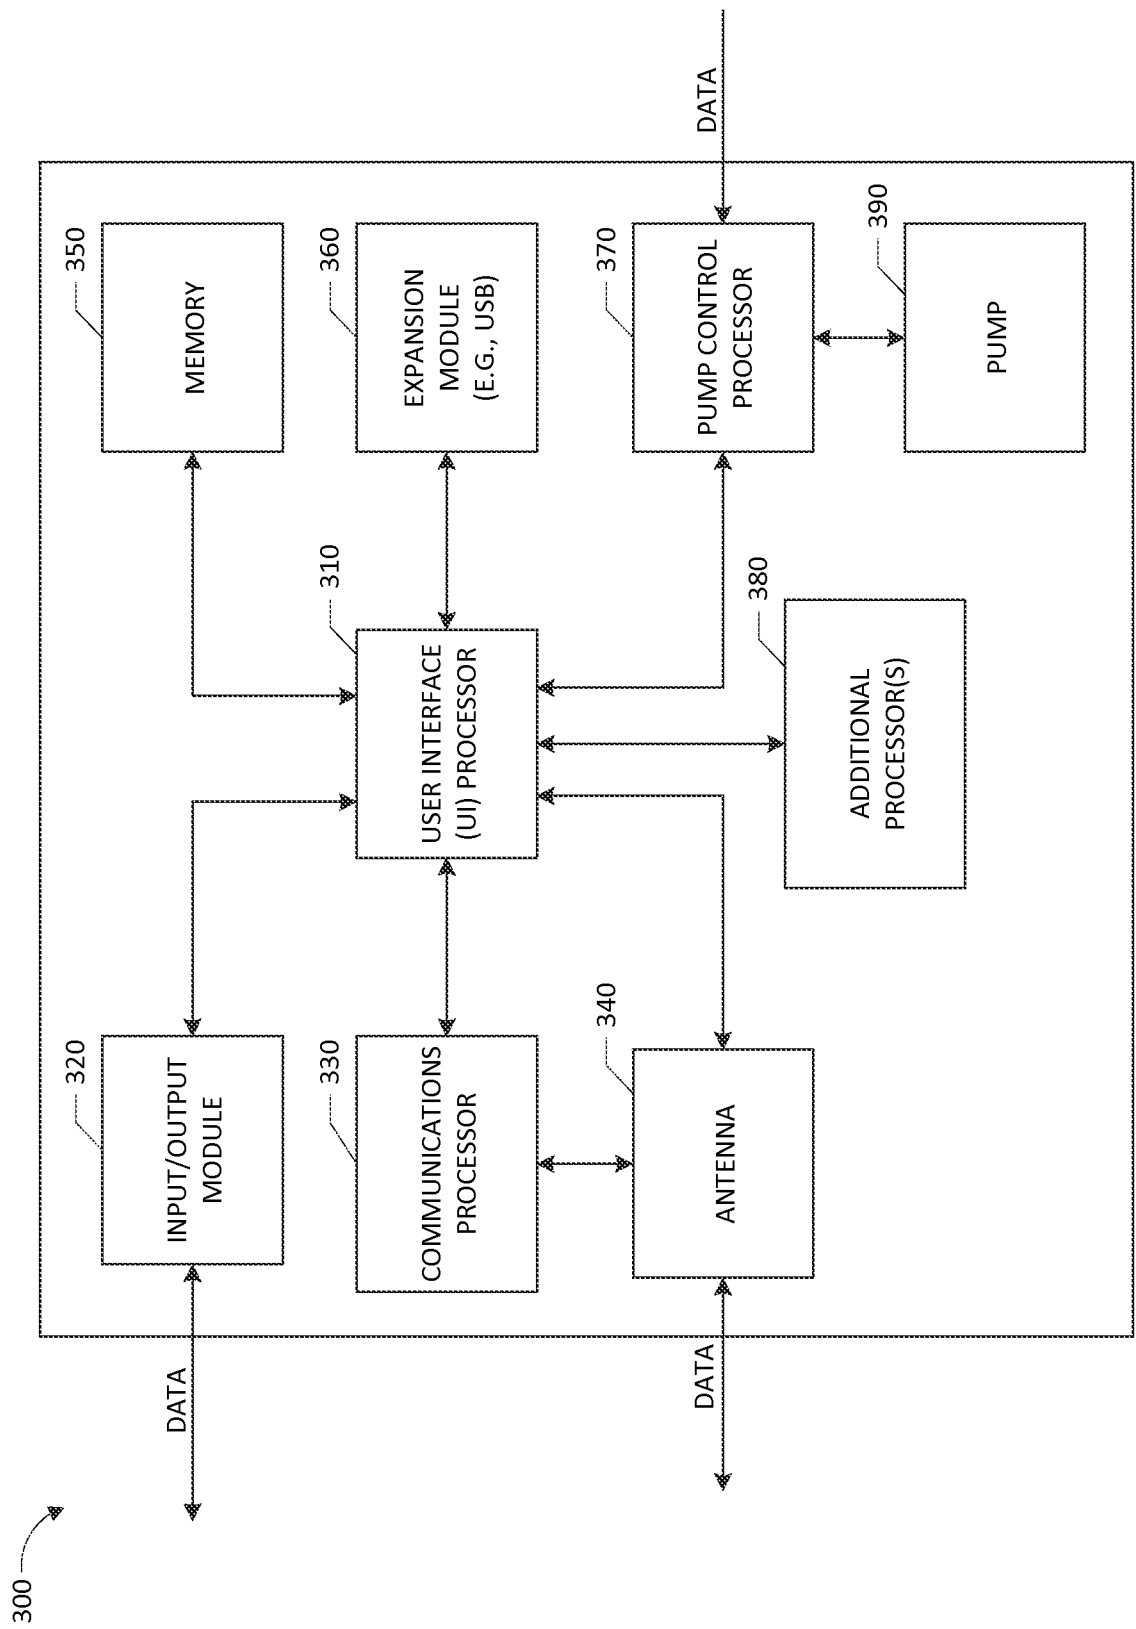 300
DATA
320
INPUT/OUTPUT
MODULE
350
MEMORY
310
USER INTERFACE
(UI) PROCESSOR
330
COMMUNICATIONS
PROCESSOR
360
EXPANSION
MODULE
(E.G., USB)
DATA
340
ANTENNA
370
PUMP CONTROL
PROCESSOR
DATA
380
ADDITIONAL
PROCESSOR(S)
390
PUMP